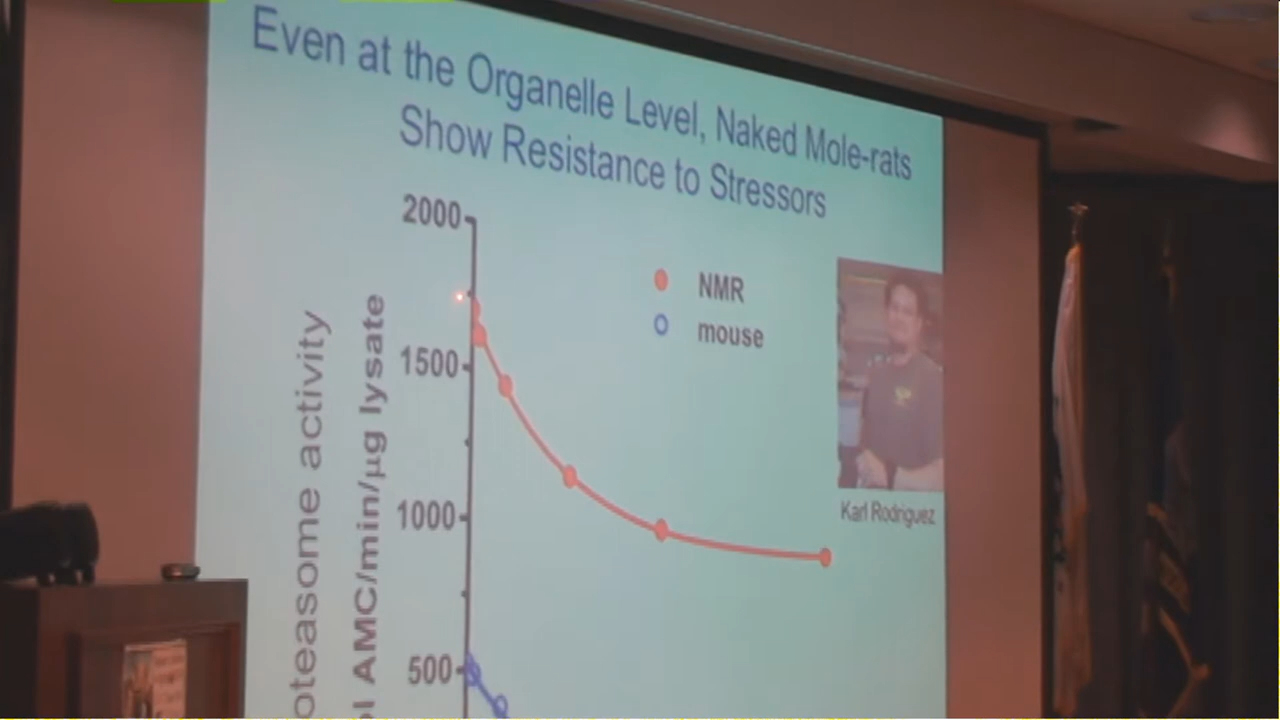 Even at the Organelle Level, Naked Mole-rats
Show Resistance to Stressors
2000
NMR
mouse
1500
1000
500
oteasome activity
ol AMC/min/µg lysate
Karl Rodriguez